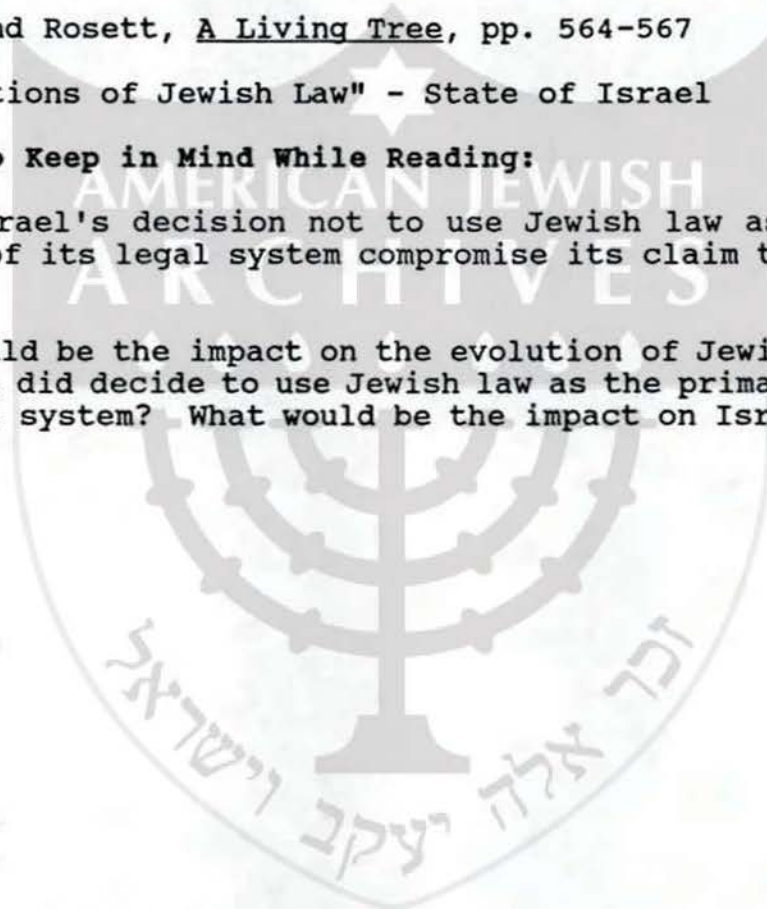 d Rosett, A Living Tree, pp. 564-567
tions of Jewish Law" - State of Israel
Keep in Mind While Reading:
AMERICAN JEWISH
rael's decision not to use Jewish law as
f its legal system compromise its claim t
ARCHIVES
ld be the impact on the evolution of Jewi
did decide to use Jewish law as the prima
system? What would be the impact on Isr
זכר אלה יעקב וישראל